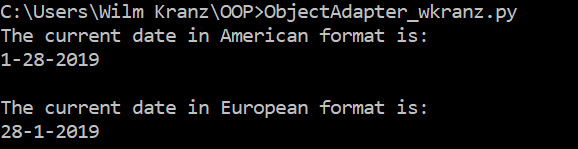 C:\Users\Wilm Kranz\OOP>ObjectAdapter_wkranz.py
The current date in American format is:
1-28-2019
The current date in European format is:
28-1-2019